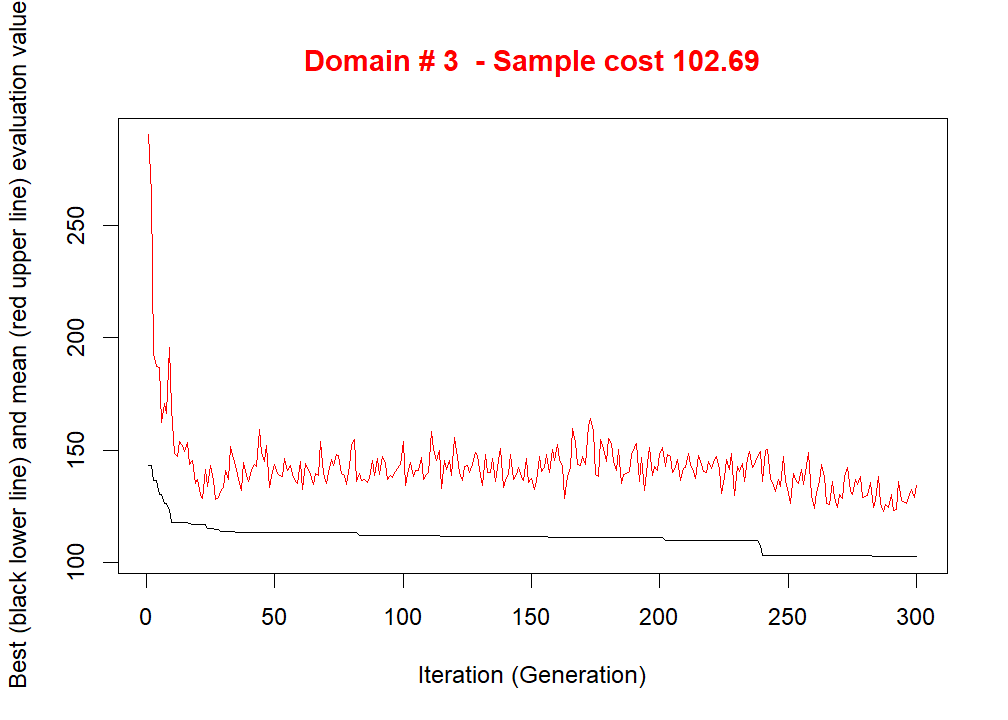 Domain # 3 - Sample cost 102.69
Best (black lower line) and mean (red upper line) evaluation value
250
200
150
100
0 50 100 150 200 250 300
Iteration (Generation)